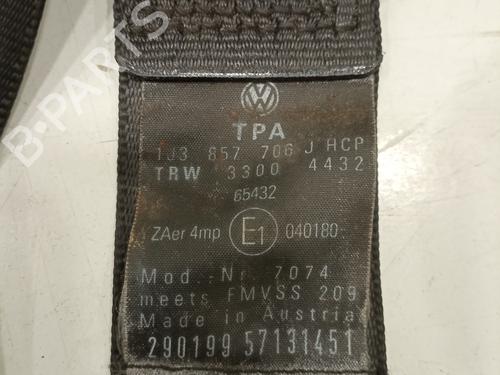 TPA
1J3 857 706 J HCP
TRW 3300 4432
65432
ZAer 4mp E1 040180
Mod. Nr. 7074
meets FMVSS 209
Made in Austria
290199 57131451
B-PARTS